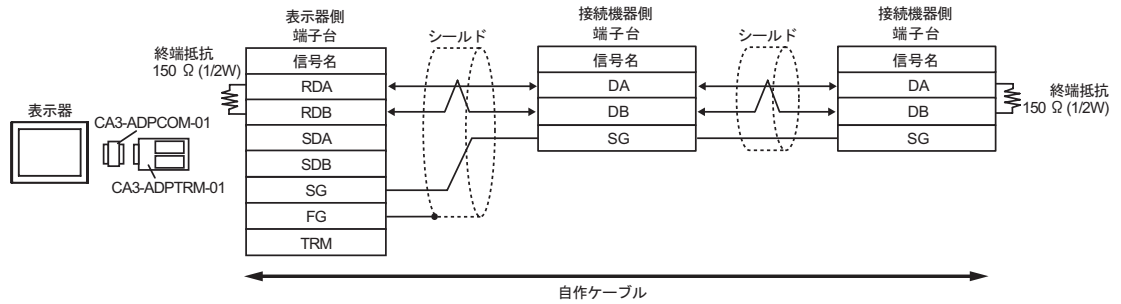 表示器側
端子台
シールド
接続機器側
端子台
シールド
接続機器側
端子台
終端抵抗
150 Ω (1/2W)
信号名
RDA
RDB
SDA
SDB
SG
FG
TRM
信号名
DA
DB
SG
信号名
DA
DB
SG
終端抵抗
150 Ω (1/2W)
表示器
CA3-ADPCOM-01
CA3-ADPTRM-01
自作ケーブル